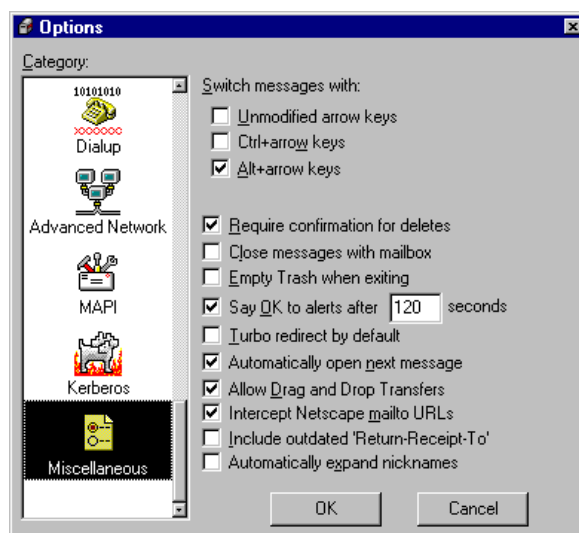 Options
Category:
10101010
Dialup
Advanced Network
MAPI
Kerberos
Miscellaneous
Switch messages with:
Unmodified arrow keys
Ctrl+arrow keys
Alt+arrow keys
Require confirmation for deletes
Close messages with mailbox
Empty Trash when exiting
Say OK to alerts after 120 seconds
Turbo redirect by default
Automatically open next message
Allow Drag and Drop Transfers
Intercept Netscape mailto URLs
Include outdated 'Return-Receipt-To'
Automatically expand nicknames
OK Cancel